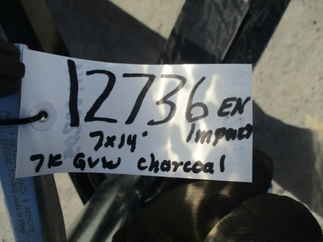 12736 EN
7x14' Impact
7K GVW charcoal